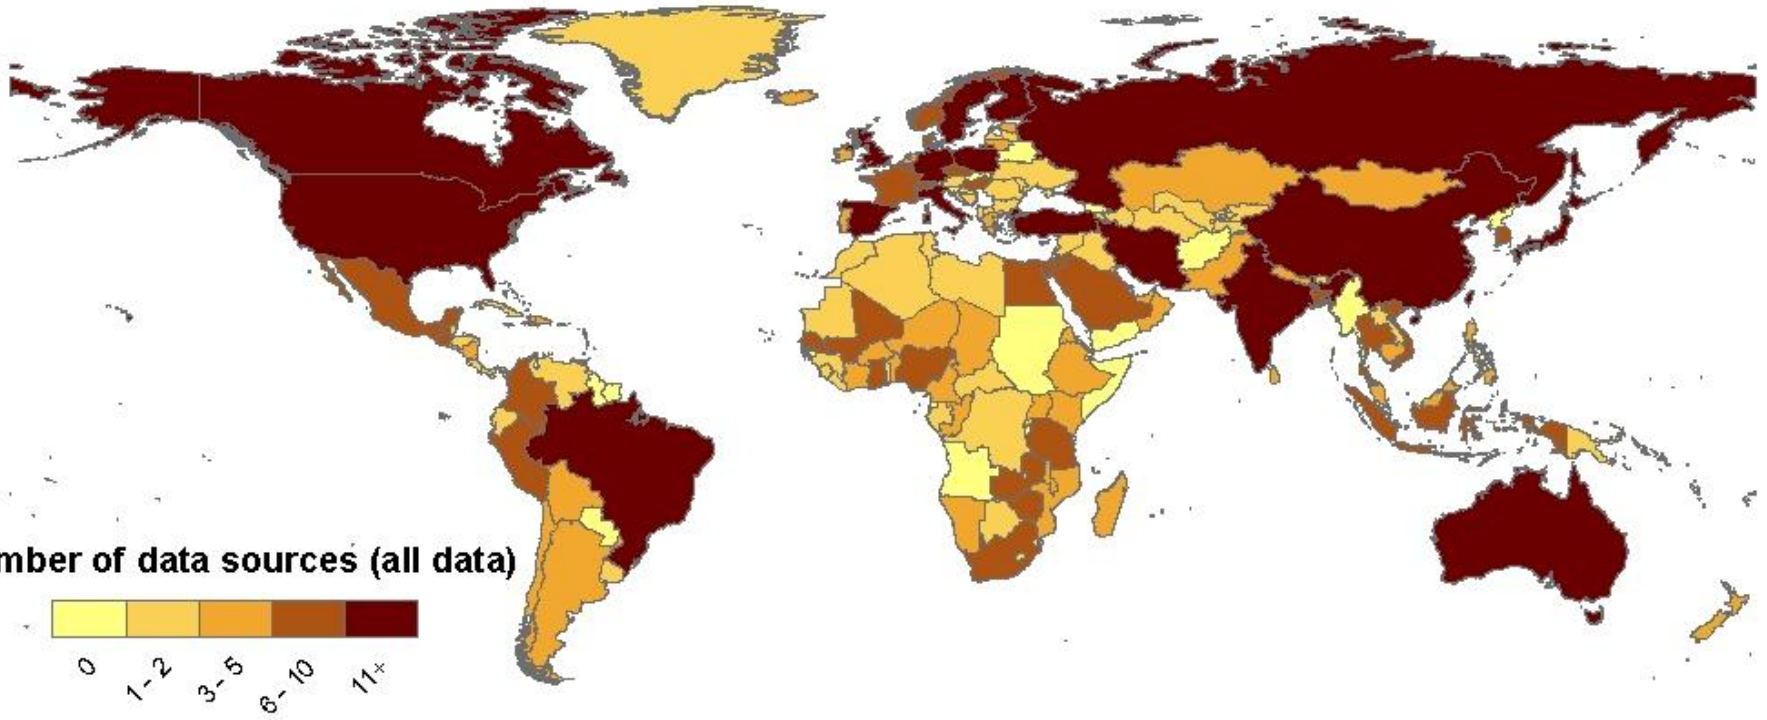 mber of data sources (all data)
0
1 - 2
3 - 5
6 - 10
11+